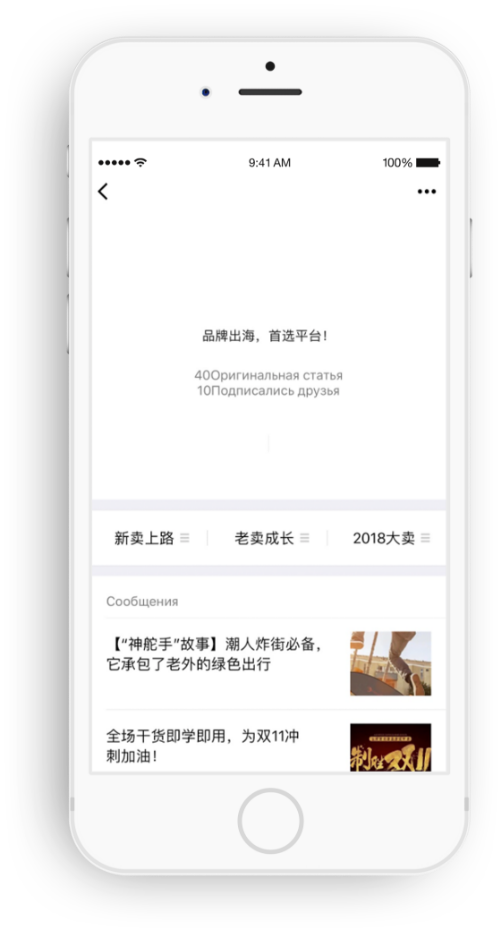 9:41 AM 100%
品牌出海，首选平台！
40Оригинальная статья
10Подписались друзья
新卖上路 老卖成长 2018大卖
Сообщения
【“神舵手”故事】潮人炸街必备，
它承包了老外的绿色出行
全场干货即学即用，为双11冲
刺加油！
制胜双11